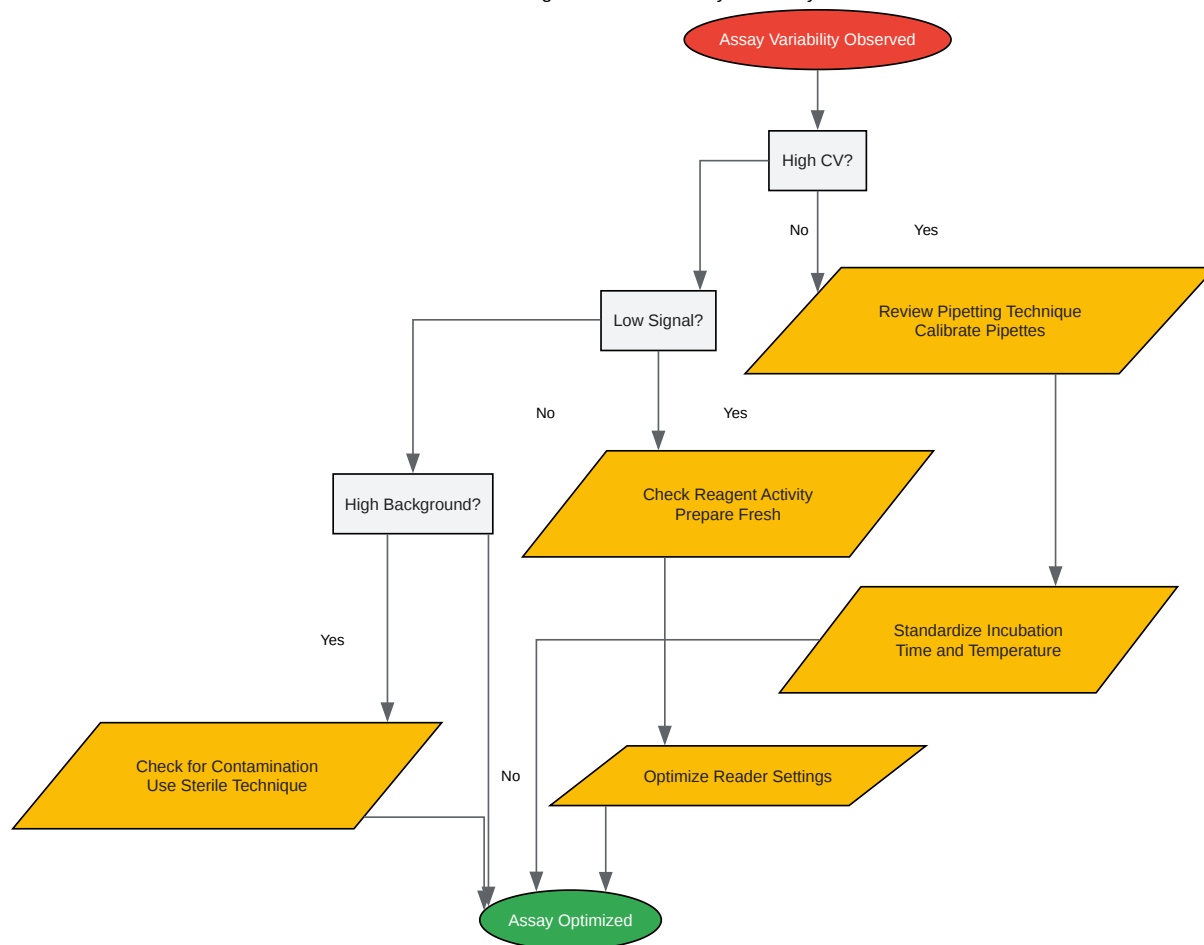 Assay Variability Observed
High CV?
No
Yes
Review Pipetting Technique
Calibrate Pipettes
Low Signal?
No
Yes
High Background?
Check Reagent Activity
Prepare Fresh
Yes
Standardize Incubation
Time and Temperature
Check for Contamination
Use Sterile Technique
No
Optimize Reader Settings
Assay Optimized